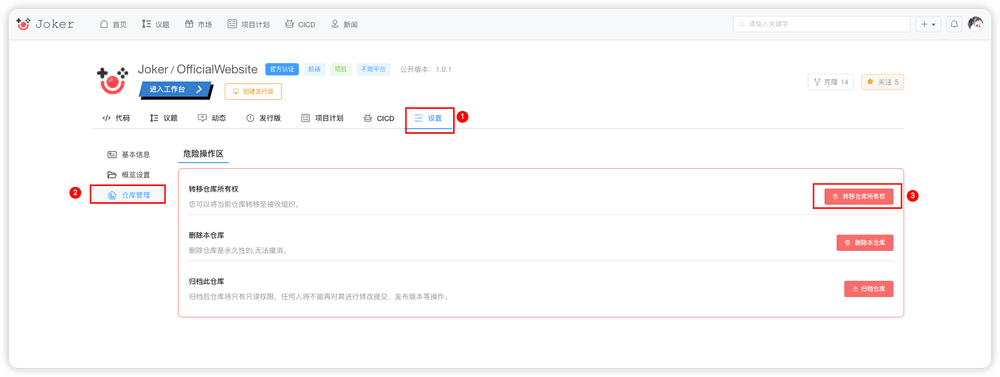 Joker 首页 议题 市场 项目计划 CICD 新闻 请输入关键字
Joker / OfficialWebsite 官方认证 前端 项目 不限平台 公开版本: 1.0.1
进入工作台 创建发行版 克隆 14 关注 5
代码 议题 动态 发行版 项目计划 CICD 设置 1
基本信息
概览设置
2 仓库管理
危险操作区
转移仓库所有权
您可以将当前仓库转移至接收组织。
转移仓库所有权 3
删除本仓库
删除仓库是永久性的,无法撤消。
删除本仓库
归档此仓库
归档后仓库将只有只读权限，任何人将不能再对其进行修改提交、发布版本等操作。
归档仓库